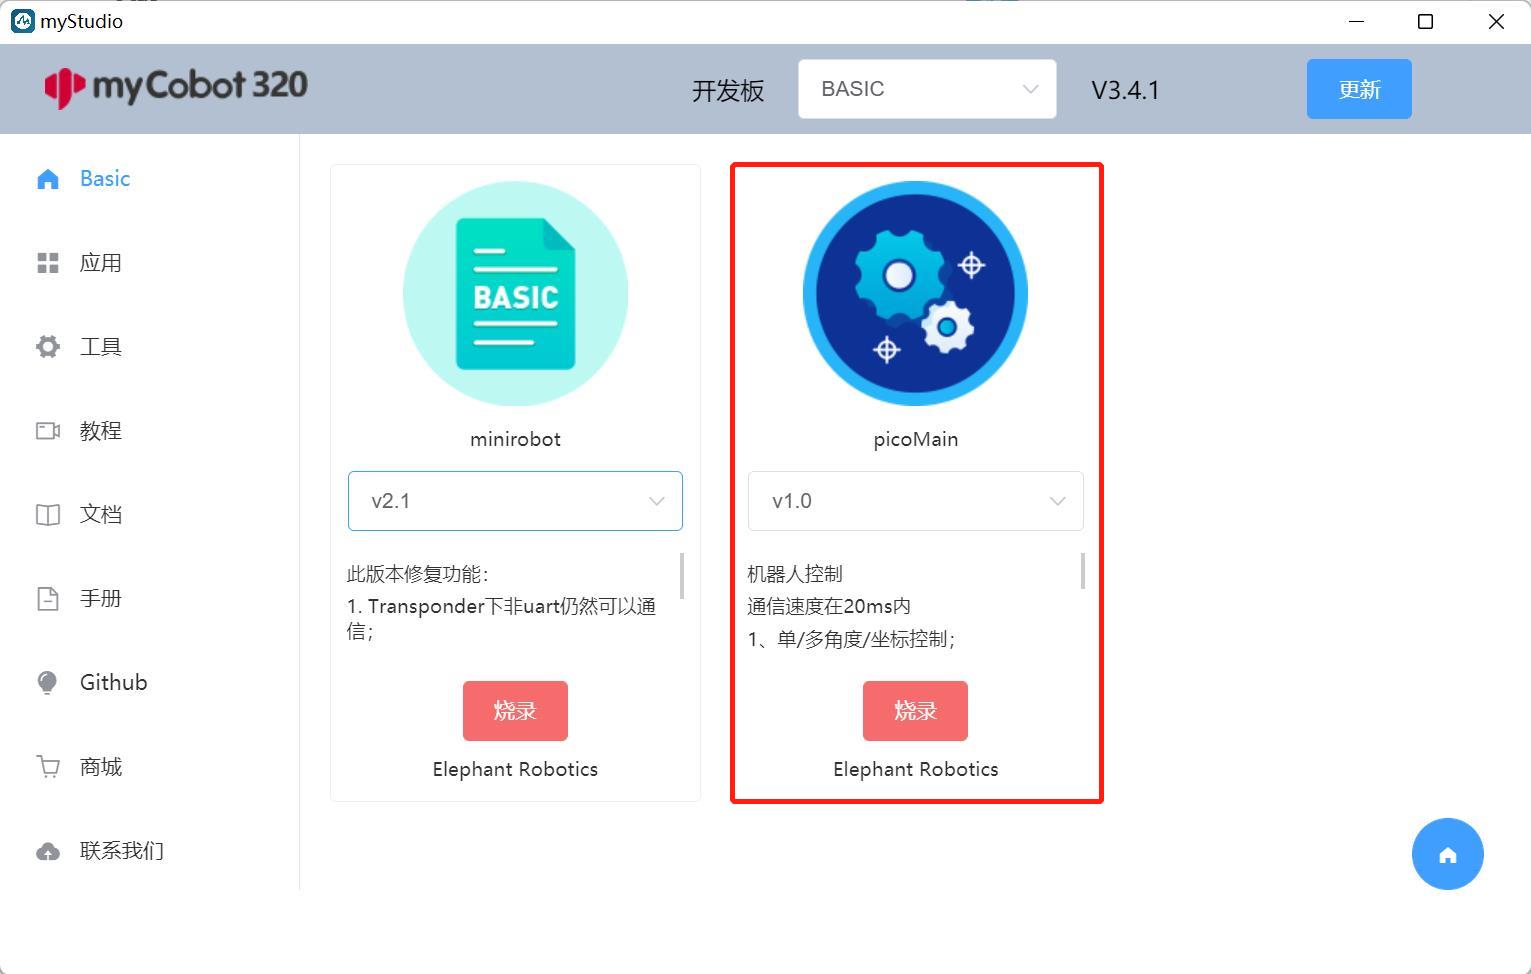 myStudio
myCobot 320
开发板
BASIC
V3.4.1
更新
Basic
应用
工具
教程
文档
手册
Github
商城
联系我们
BASIC
minirobot
v2.1
此版本修复功能：
1. Transponder下非uart仍然可以通
信；
烧录
Elephant Robotics
picoMain
v1.0
机器人控制
通信速度在20ms内
1、单/多角度/坐标控制；
烧录
Elephant Robotics